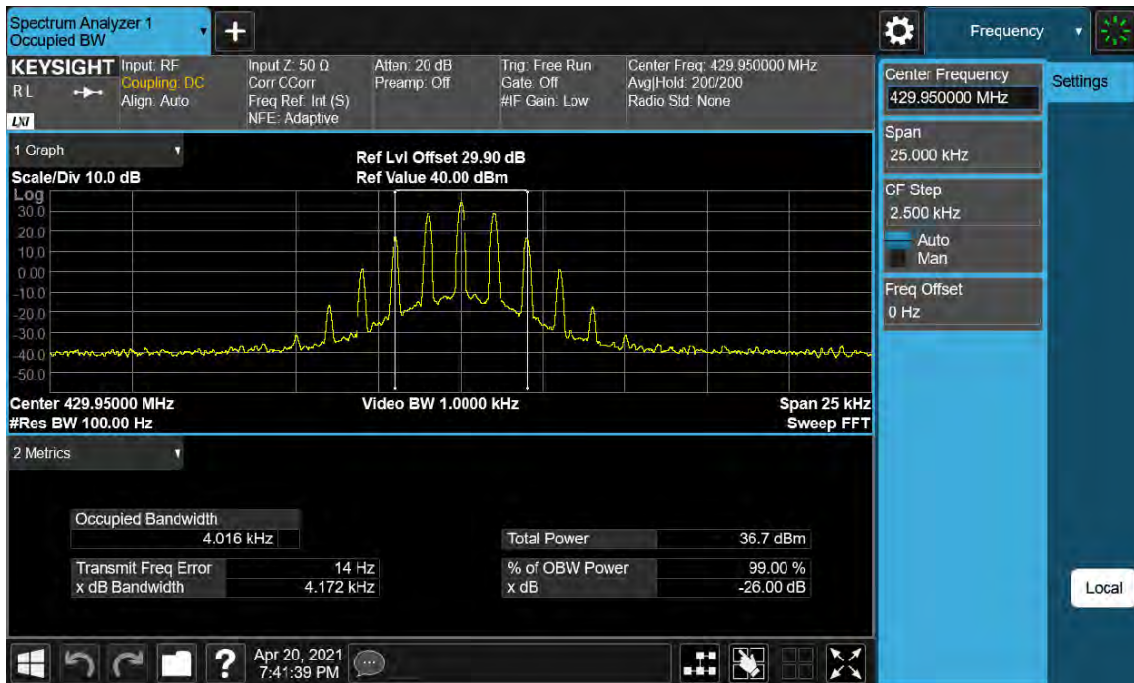 Spectrum Analyzer 1
Occupied BW
+
Frequency
KEYSIGHT
RL
LXI
Input: RF
Coupling: DC
Align: Auto
Input Z: 50 Ω
Corr CCorr
Freq Ref: Int (S)
NFE: Adaptive
Atten: 20 dB
Preamp: Off
Trig: Free Run
Gate: Off
#IF Gain: Low
Center Freq: 429.950000 MHz
Avg|Hold: 200/200
Radio Std: None
Center Frequency
429.950000 MHz
Settings
Span
25.000 kHz
CF Step
2.500 kHz
Auto
Man
Freq Offset
0 Hz
1 Graph
Scale/Div 10.0 dB
Ref Lvl Offset 29.90 dB
Ref Value 40.00 dBm
Log
30.0
20.0
10.0
0.00
-10.0
-20.0
-30.0
-40.0
-50.0
Center 429.95000 MHz
Video BW 1.0000 kHz
Span 25 kHz
#Res BW 100.00 Hz
Sweep FFT
2 Metrics
Occupied Bandwidth
4.016 kHz
Total Power 36.7 dBm
Transmit Freq Error 14 Hz
% of OBW Power 99.00 %
x dB Bandwidth 4.172 kHz
x dB -26.00 dB
Local
?
Apr 20, 2021
7:41:39 PM